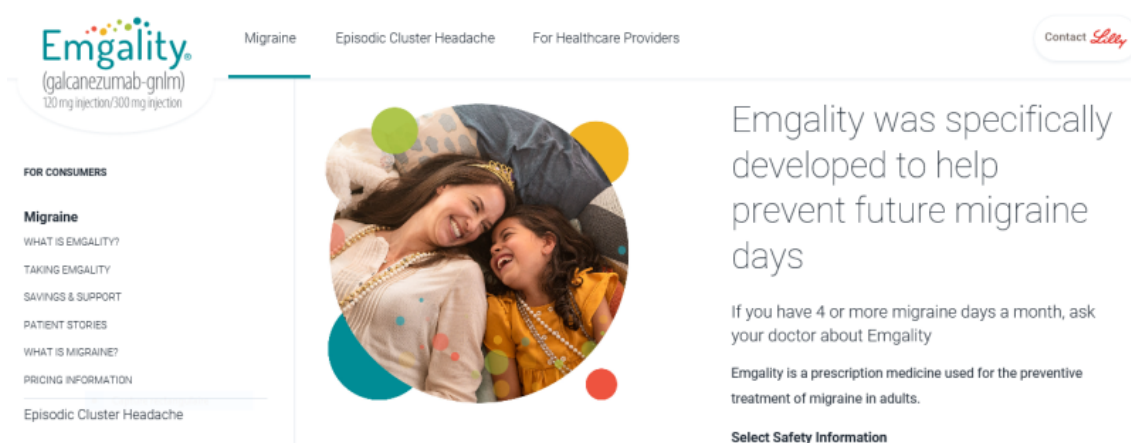 Emgality®
(galcanezumab-gnlm)
120 mg injection/300 mg injection
Migraine
Episodic Cluster Headache
For Healthcare Providers
Contact Lilly
FOR CONSUMERS
Migraine
WHAT IS EMGALITY?
TAKING EMGALITY
SAVINGS & SUPPORT
PATIENT STORIES
WHAT IS MIGRAINE?
PRICING INFORMATION
Episodic Cluster Headache
Emgality was specifically
developed to help
prevent future migraine
days
If you have 4 or more migraine days a month, ask
your doctor about Emgality
Emgality is a prescription medicine used for the preventive
treatment of migraine in adults.
Select Safety Information